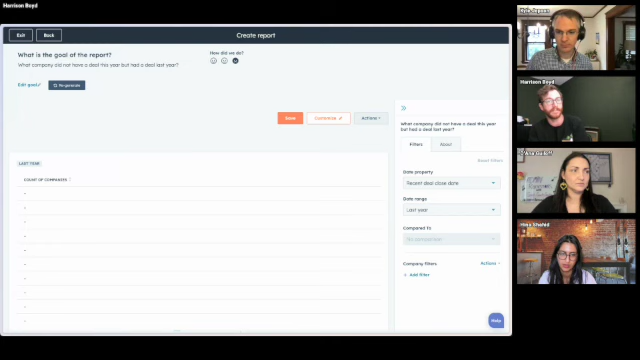 Harrison Boyd
Exit
Back
Create report
What is the goal of the report?
What company did not have a deal this year but had a deal last year?
How did we do?
Edit goal
Re-generate
Save
Customize
Actions
What company did not have a deal this year but had a deal last year?
Filters
About
Reset filters
Date property
Recent deal close date
Date range
Last year
Compared to
No comparison
Company filters
Actions
+ Add filter
LAST YEAR
COUNT OF COMPANIES
Help
Kyle Jepson
Harrison Boyd
Hina Shahid